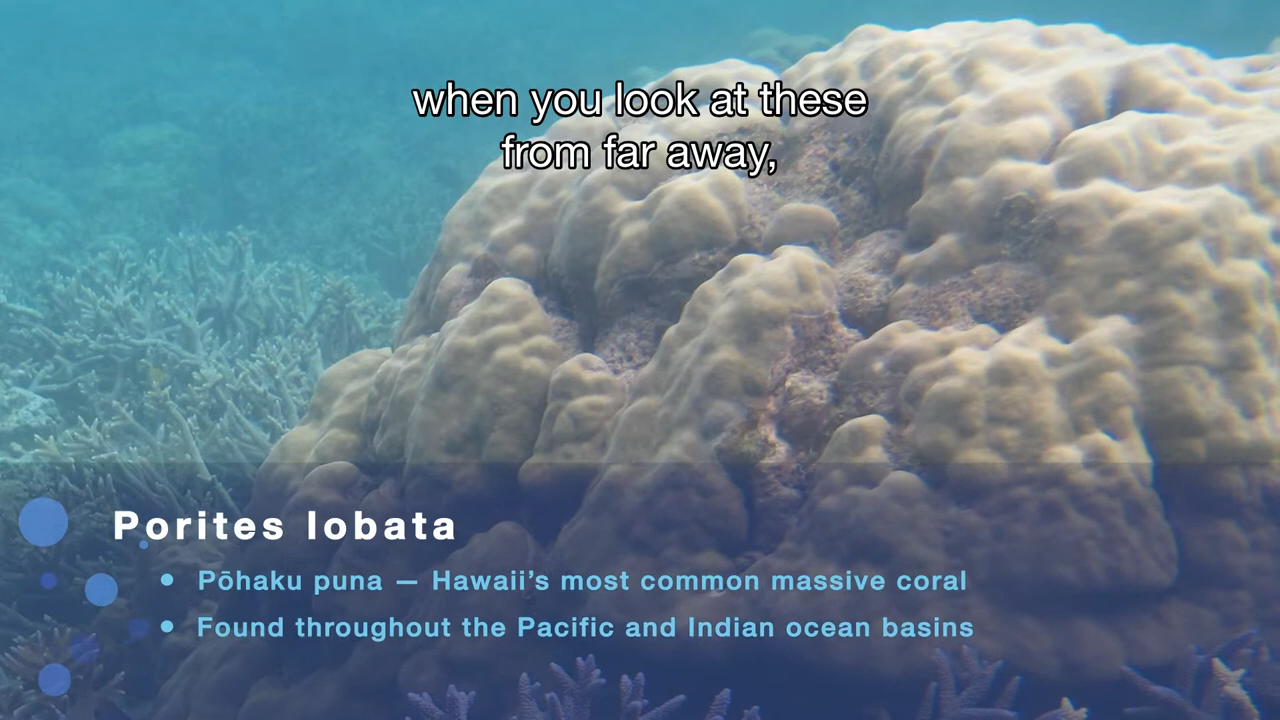 when you look at these
from far away,
Porites lobata
• Pōhaku puna — Hawaii’s most common massive coral
• Found throughout the Pacific and Indian ocean basins